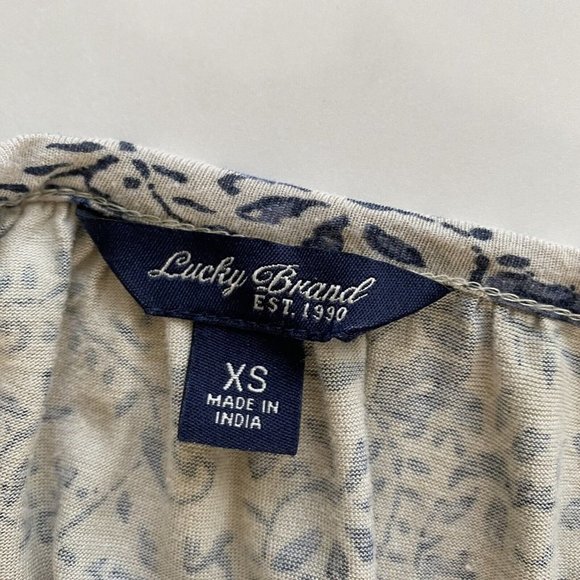 Lucky Brand
EST. 1990
XS
MADE IN
INDIA